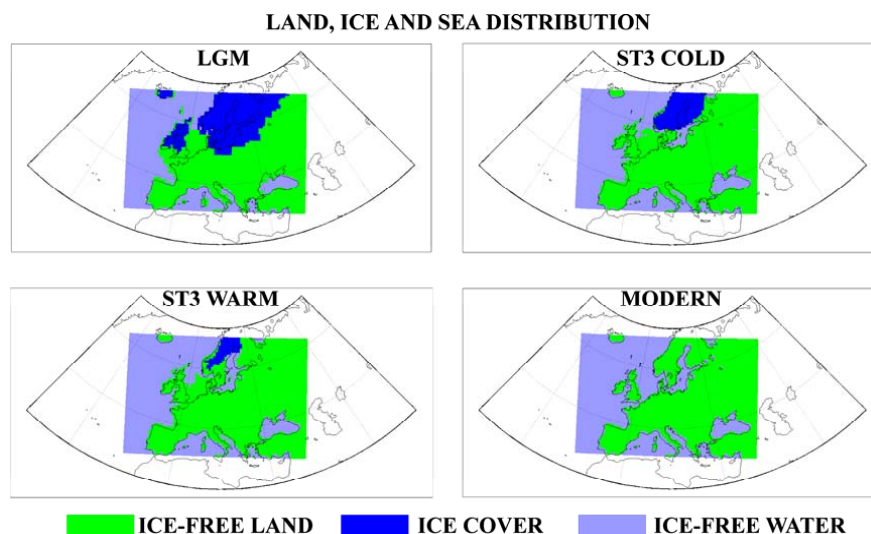 LAND, ICE AND SEA DISTRIBUTION
LGM
ST3 COLD
ST3 WARM
MODERN
ICE-FREE LAND
ICE COVER
ICE-FREE WATER